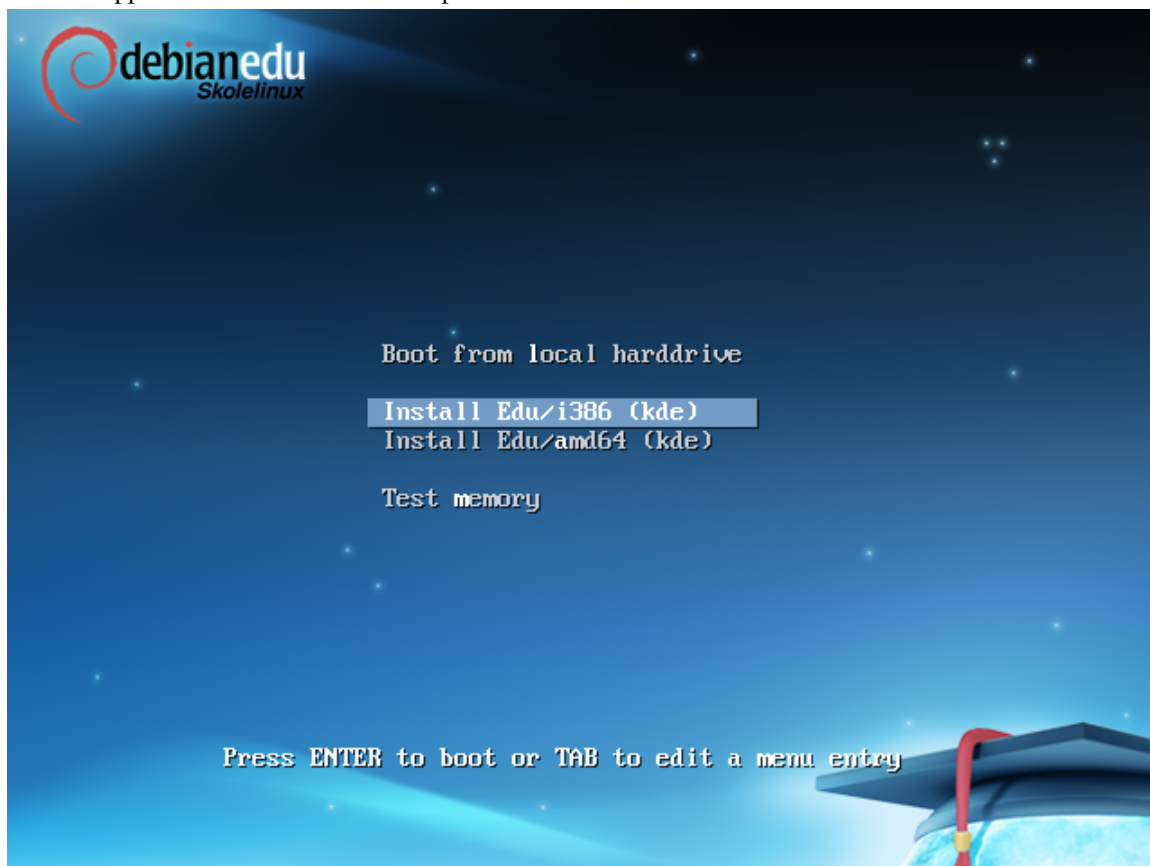 debianedu
Skolelinux
Boot from local harddrive
Install Edu/i386 (kde)
Install Edu/amd64 (kde)
Test memory
Press ENTER to boot or TAB to edit a menu entry